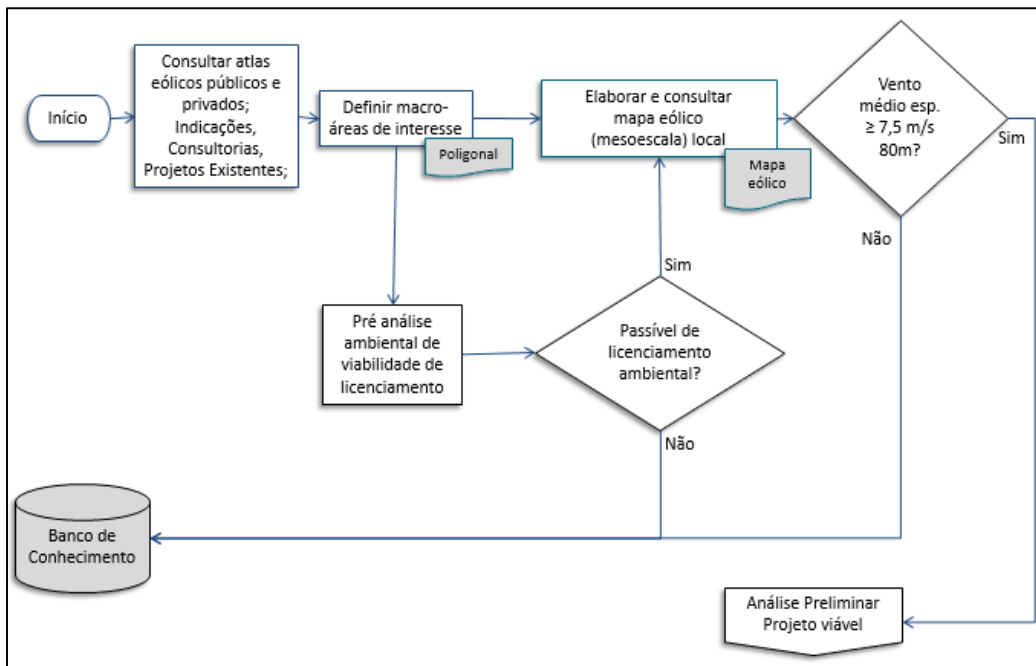 Início
Consultar atlas
eólicos públicos e
privados;
Indicações,
Consultorias,
Projetos Existentes;
Definir macro-
áreas de interesse
Poligonal
Elaborar e consultar
mapa eólico
(mesoescala) local
Mapa
eólico
Vento
médio esp.
≥ 7,5 m/s
80m?
Sim
Não
Sim
Pré análise
ambiental de
viabilidade de
licenciamento
Passível de
licenciamento
ambiental?
Não
Banco de
Conhecimento
Análise Preliminar
Projeto viável